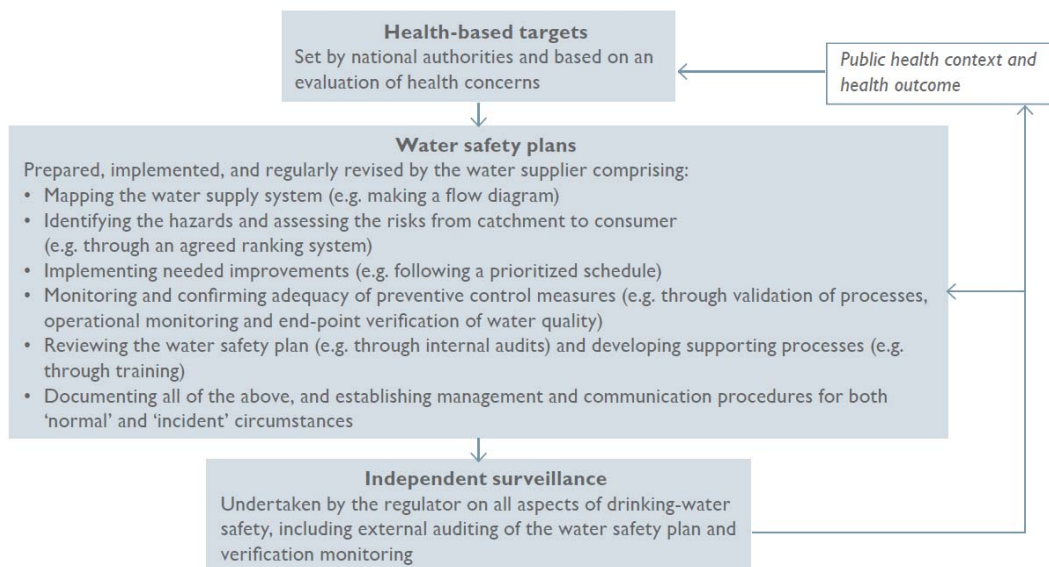 Health-based targets
Set by national authorities and based on an
evaluation of health concerns
Public health context and
health outcome
Water safety plans
Prepared, implemented, and regularly revised by the water supplier comprising:
• Mapping the water supply system (e.g. making a flow diagram)
• Identifying the hazards and assessing the risks from catchment to consumer
(e.g. through an agreed ranking system)
• Implementing needed improvements (e.g. following a prioritized schedule)
• Monitoring and confirming adequacy of preventive control measures (e.g. through validation of processes,
operational monitoring and end-point verification of water quality)
• Reviewing the water safety plan (e.g. through internal audits) and developing supporting processes (e.g.
through training)
• Documenting all of the above, and establishing management and communication procedures for both
‘normal’ and ‘incident’ circumstances
Independent surveillance
Undertaken by the regulator on all aspects of drinking-water
safety, including external auditing of the water safety plan and
verification monitoring